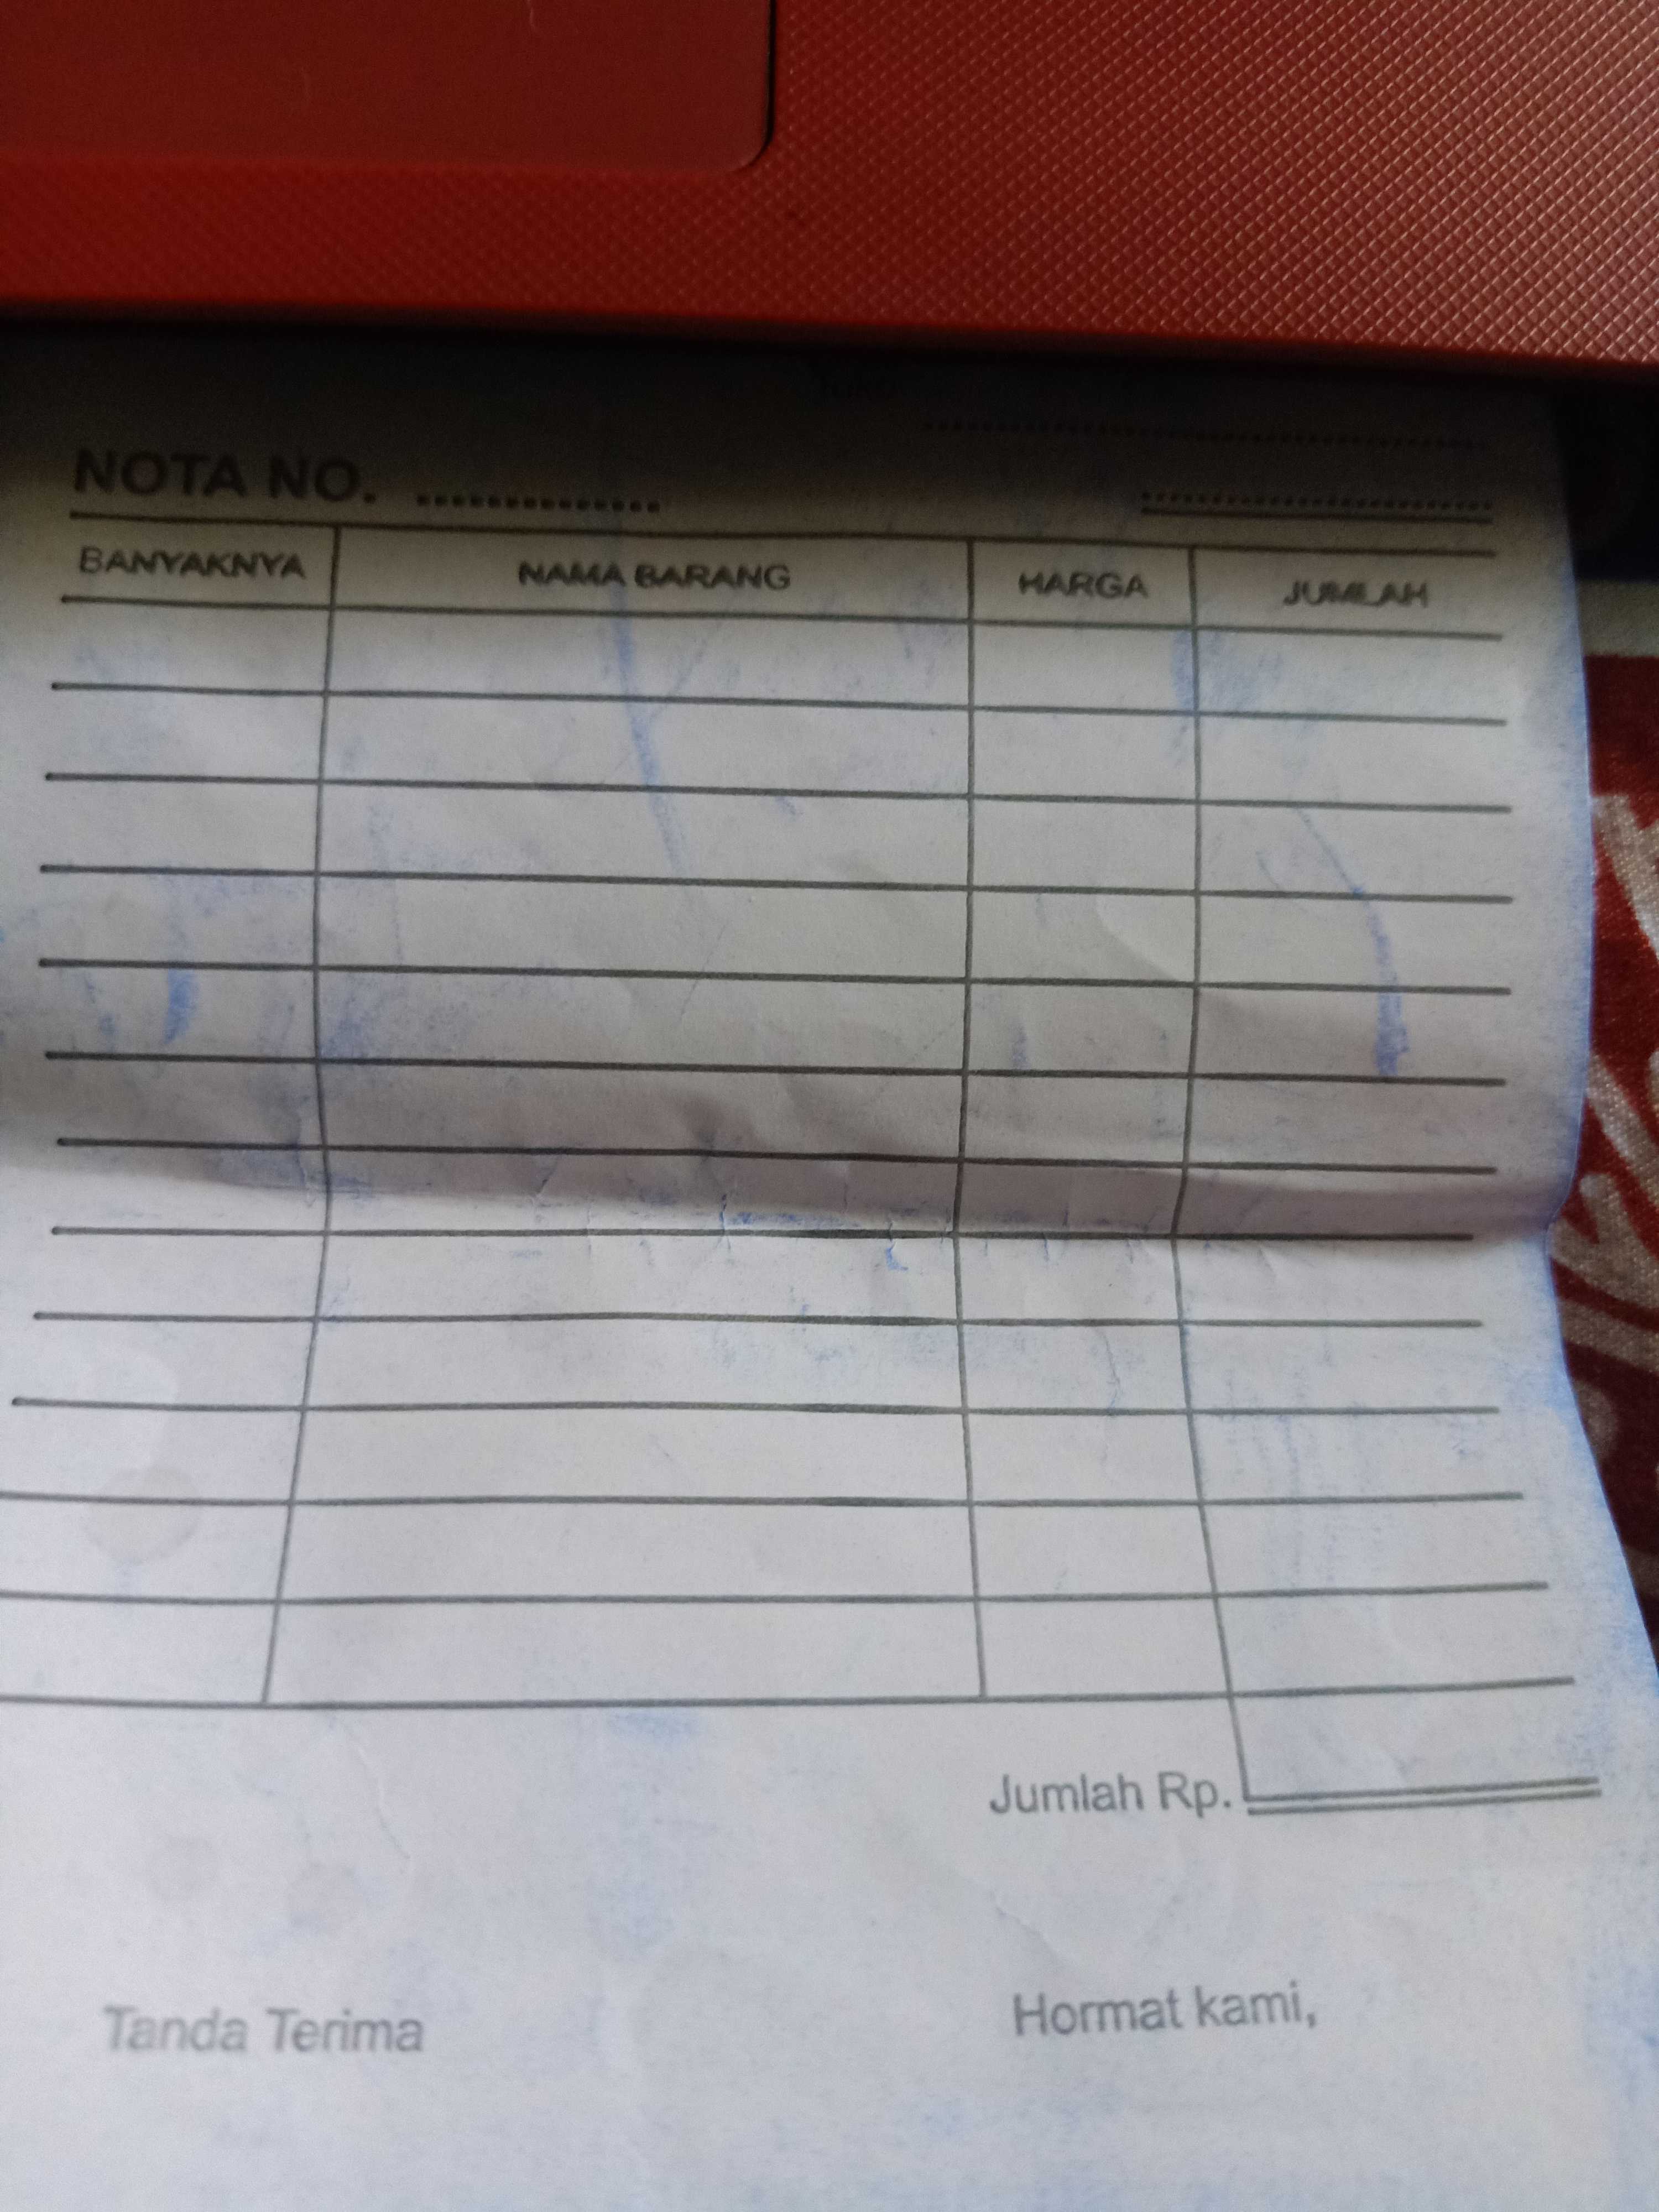 NOTA NO. ...............
BANYAKNYA NAMA BARANG HARGA JUMLAH
Jumlah Rp.
Tanda Terima Hormat kami,